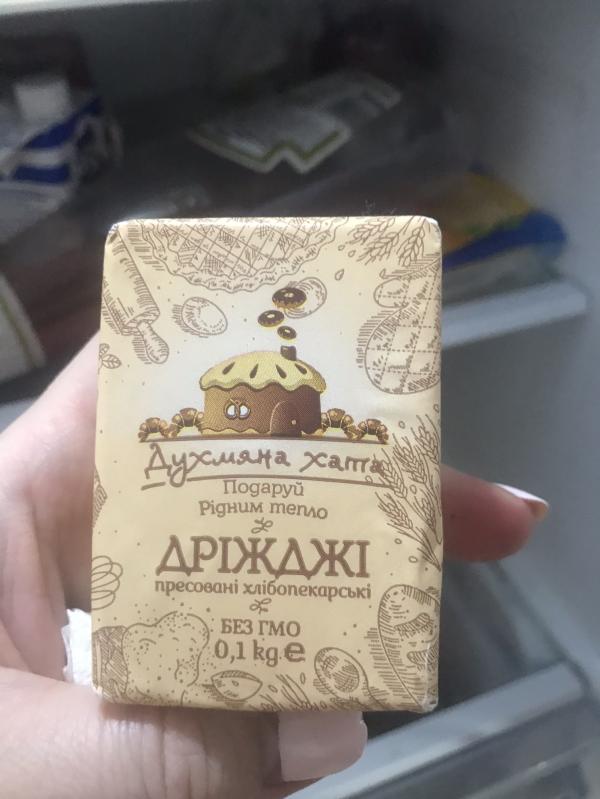 Духмяна хата
Подаруй
Рідним тепло
ДРІЖДЖІ
пресовані хлібопекарські
БЕЗ ГМО
0,1 kg e